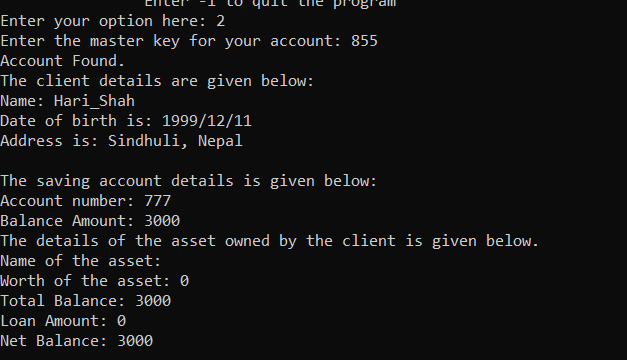 Enter -1 to quit the program
Enter your option here: 2
Enter the master key for your account: 855
Account Found.
The client details are given below:
Name: Hari_Shah
Date of birth is: 1999/12/11
Address is: Sindhuli, Nepal
The saving account details is given below:
Account number: 777
Balance Amount: 3000
The details of the asset owned by the client is given below.
Name of the asset:
Worth of the asset: 0
Total Balance: 3000
Loan Amount: 0
Net Balance: 3000